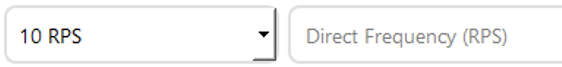 10 RPS Direct Frequency (RPS)